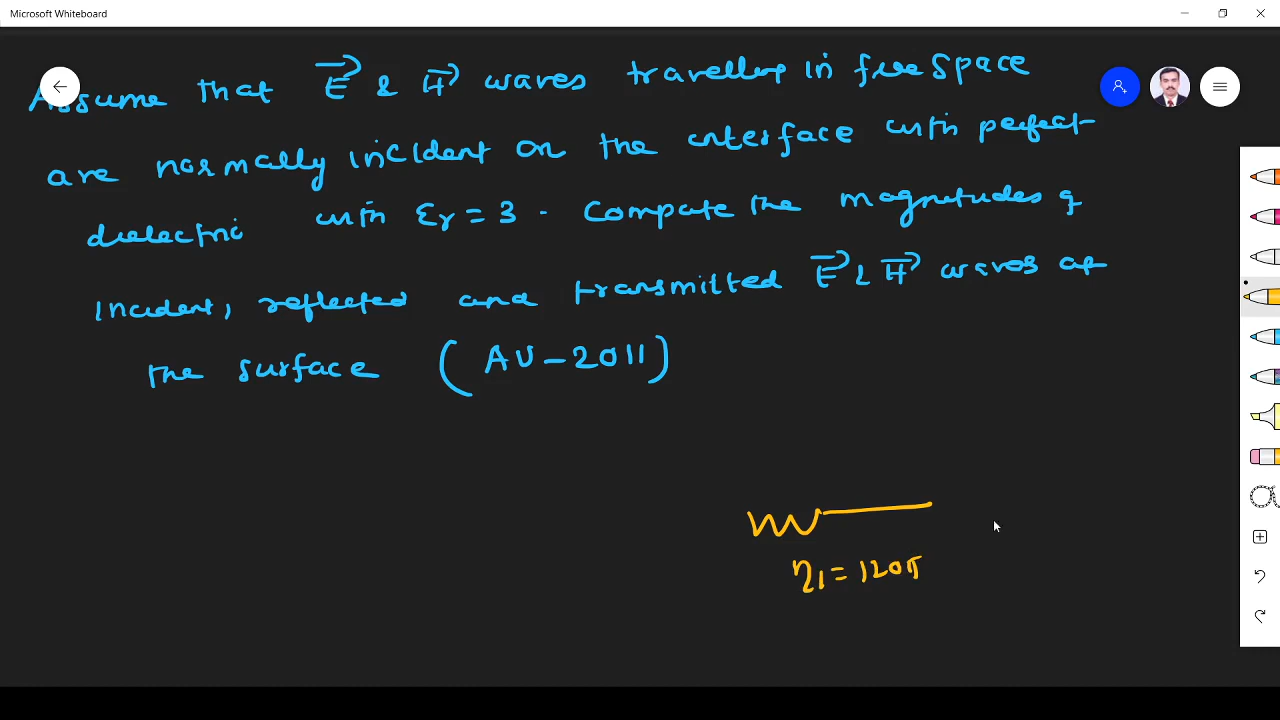 Microsoft Whiteboard
Assume that E & H waves travelling in free space
are normally incident on the interface with perfect
dielectric with εr = 3. Compute the magnitudes of
incident, reflected and transmitted E & H waves at
the surface (AU-2011)
η1 = 120π